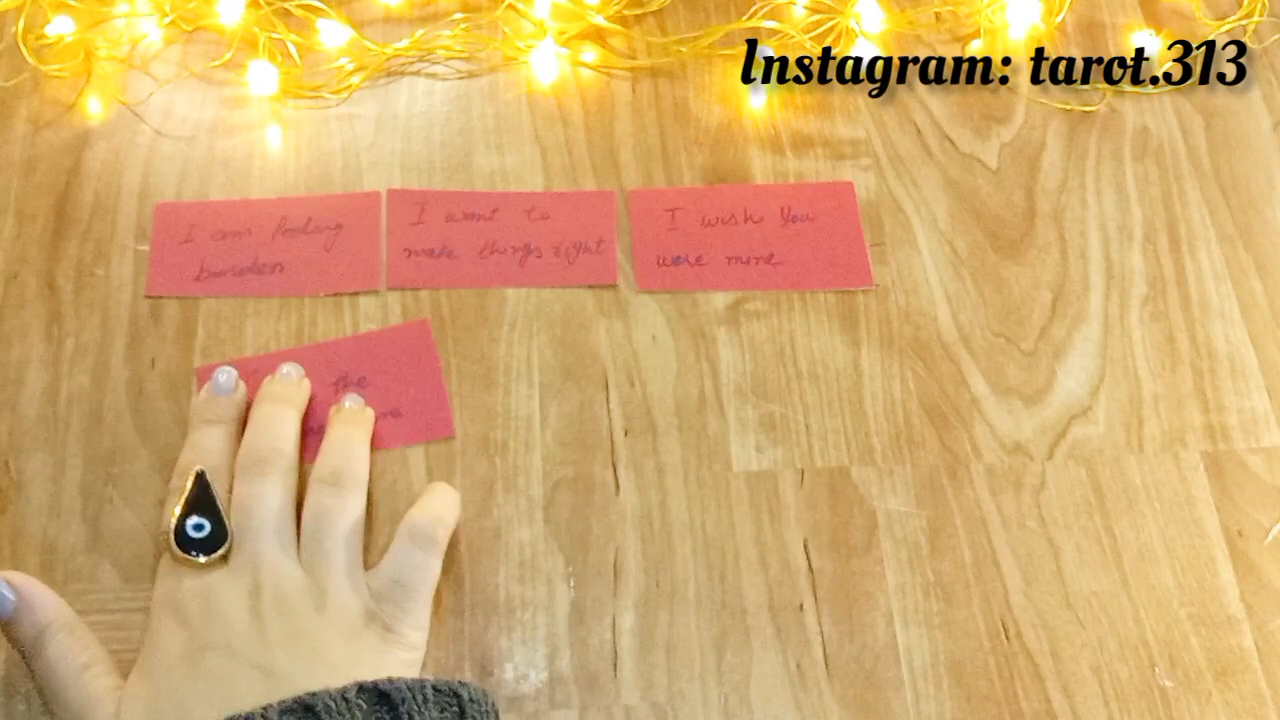 Instagram: tarot.313
I am feeling
burden
I want to
make things right
I wish you
were mine
the